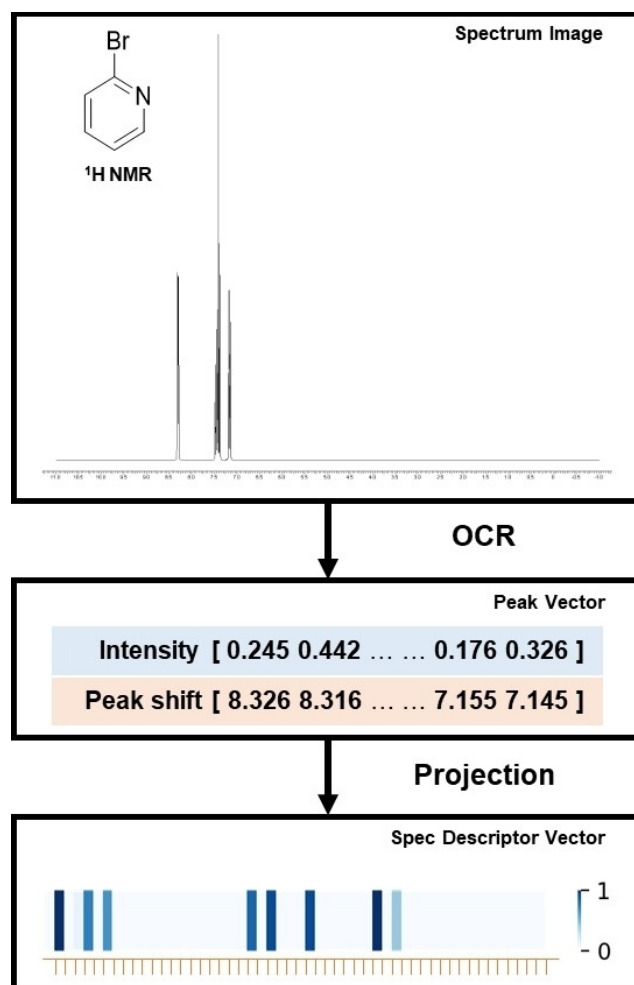 Spectrum Image
Br
N
¹H NMR
OCR
Peak Vector
Intensity [ 0.245 0.442 … … 0.176 0.326 ]
Peak shift [ 8.326 8.316 … … 7.155 7.145 ]
Projection
Spec Descriptor Vector
1
0